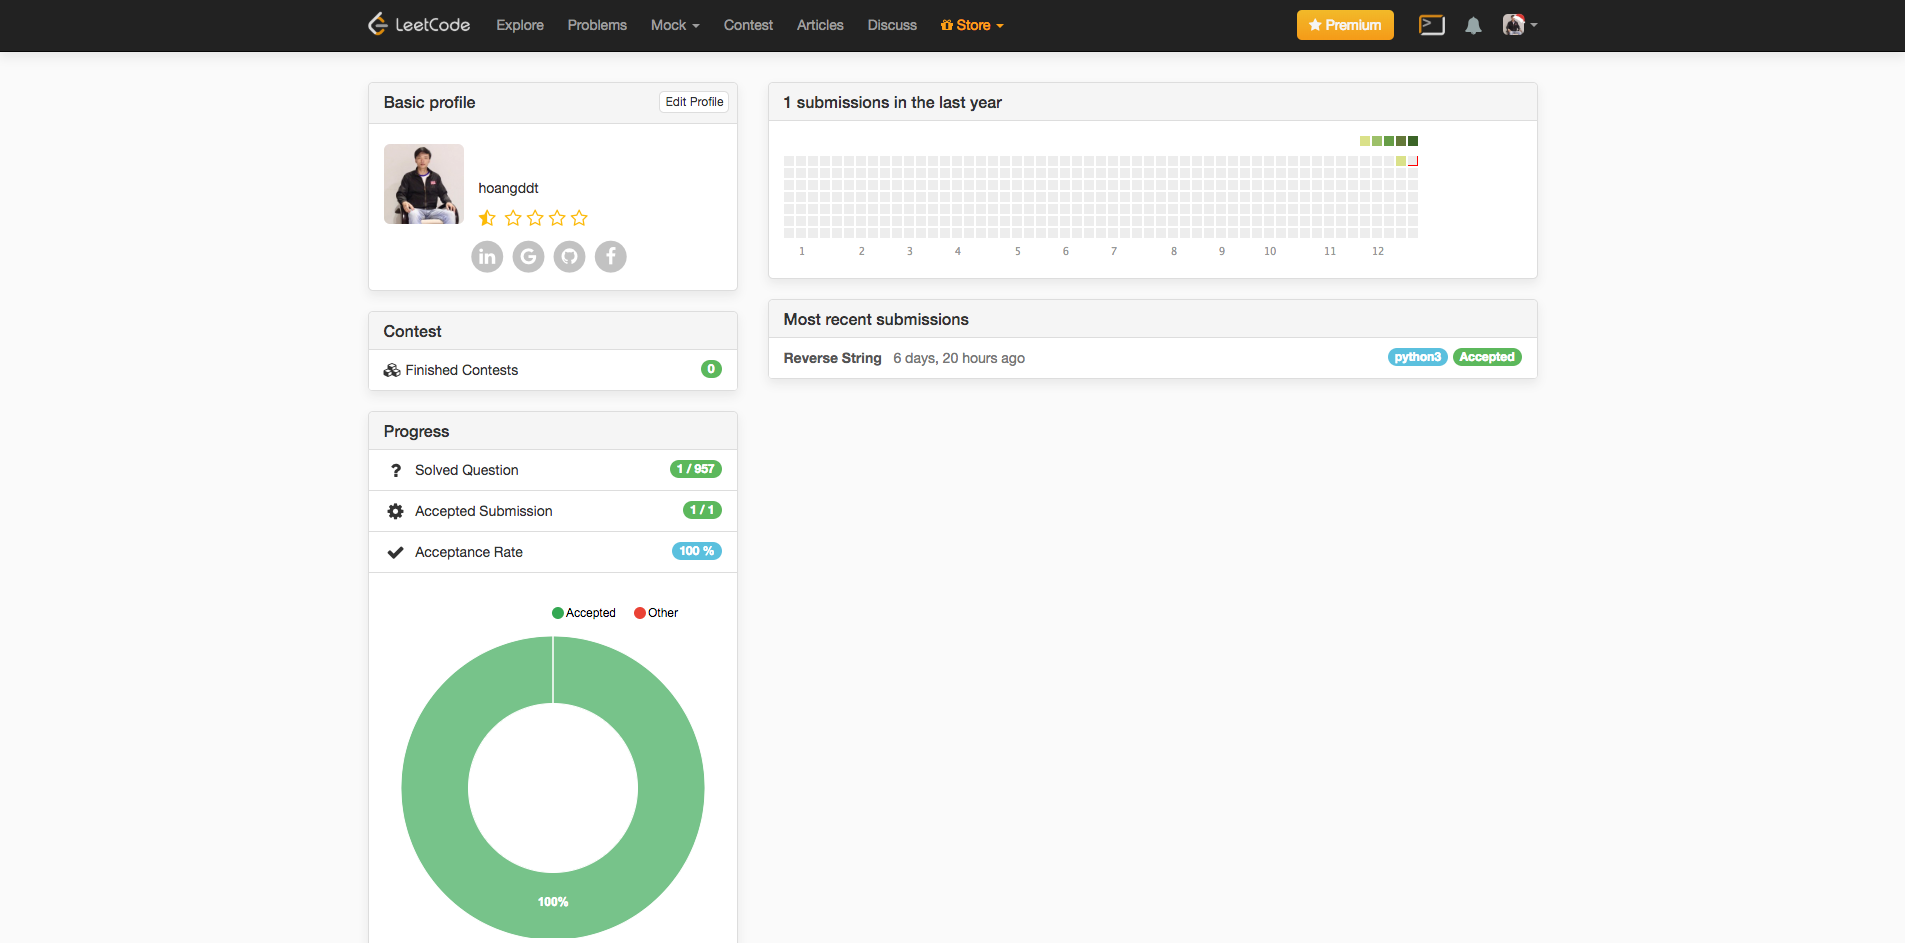 LeetCode Explore Problems Mock Contest Articles Discuss Store Premium
Basic profile Edit Profile
hoangddt
Contest
Finished Contests 0
Progress
Solved Question 1 / 957
Accepted Submission 1 / 1
Acceptance Rate 100 %
Accepted Other
100%
1 submissions in the last year
1 2 3 4 5 6 7 8 9 10 11 12
Most recent submissions
Reverse String 6 days, 20 hours ago python3 Accepted